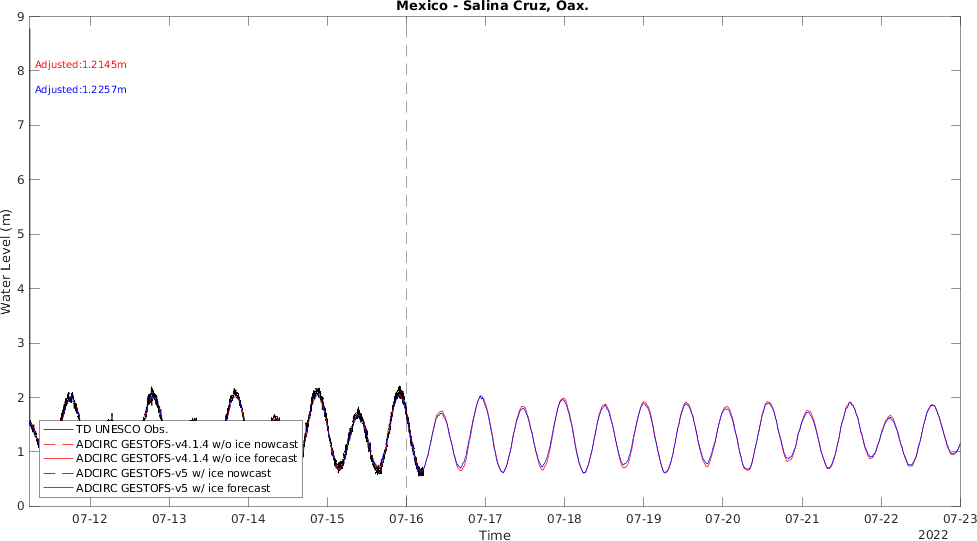 Mexico - Salina Cruz, Oax.
9
8
7
6
5
4
3
2
1
0
Water Level (m)
Adjusted:1.2145m
Adjusted:1.2257m
TD UNESCO Obs.
ADCIRC GESTOFS-v4.1.4 w/o ice nowcast
ADCIRC GESTOFS-v4.1.4 w/o ice forecast
ADCIRC GESTOFS-v5 w/ ice nowcast
ADCIRC GESTOFS-v5 w/ ice forecast
07-12 07-13 07-14 07-15 07-16 07-17 07-18 07-19 07-20 07-21 07-22 07-23
Time
2022